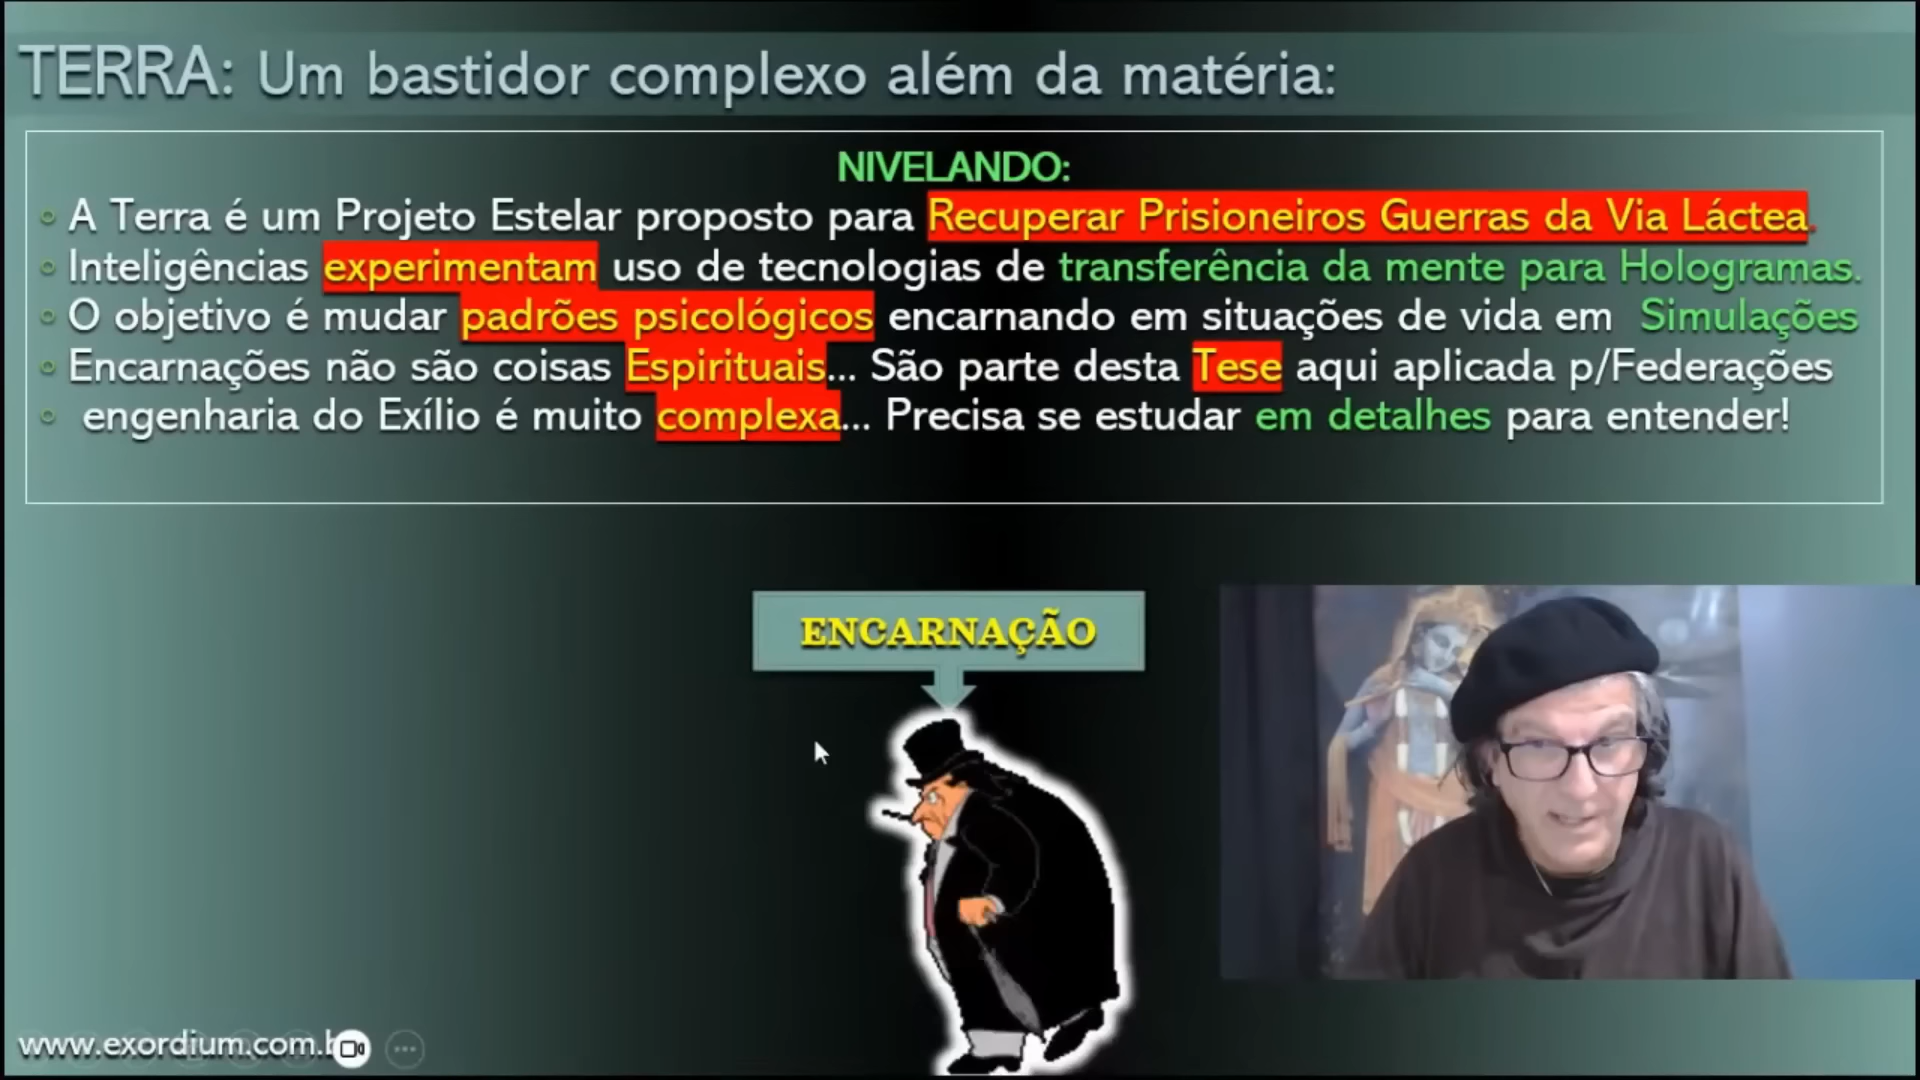 TERRA: Um bastidor complexo além da matéria:
NIVELANDO:
A Terra é um Projeto Estelar proposto para Recuperar Prisioneiros Guerras da Via Láctea.
Inteligências experimentam uso de tecnologias de transferência da mente para Hologramas.
O objetivo é mudar padrões psicológicos encarnando em situações de vida em Simulações
Encarnações não são coisas Espirituais... São parte desta Tese aqui aplicada p/Federações
engenharia do Exílio é muito complexa... Precisa se estudar em detalhes para entender!
ENCARNAÇÃO
www.exordium.com.b